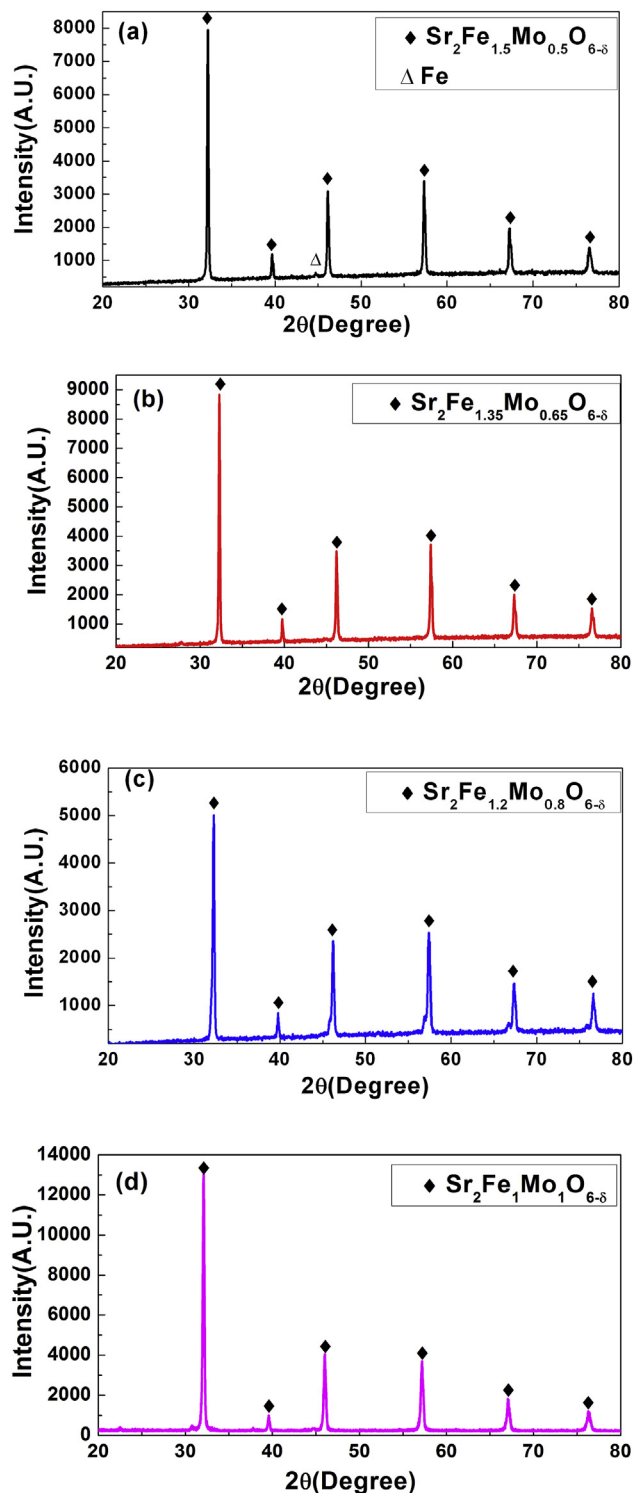 (a)
◆ Sr₂Fe₁.₅Mo₀.₅O₆₋δ
Δ Fe
8000
7000
6000
5000
4000
3000
2000
1000
Intensity(A.U.)
Δ
20 30 40 50 60 70 80
2θ(Degree)
(b)
◆ Sr₂Fe₁.₃₅Mo₀.₆₅O₆₋δ
9000
8000
7000
6000
5000
4000
3000
2000
1000
Intensity(A.U.)
20 30 40 50 60 70 80
2θ(Degree)
(c)
◆ Sr₂Fe₁.₂Mo₀.₈O₆₋δ
6000
5000
4000
3000
2000
1000
Intensity(A.U.)
20 30 40 50 60 70 80
2θ(Degree)
(d)
◆ Sr₂Fe₁Mo₁O₆₋δ
14000
12000
10000
8000
6000
4000
2000
0
Intensity(A.U.)
20 30 40 50 60 70 80
2θ(Degree)